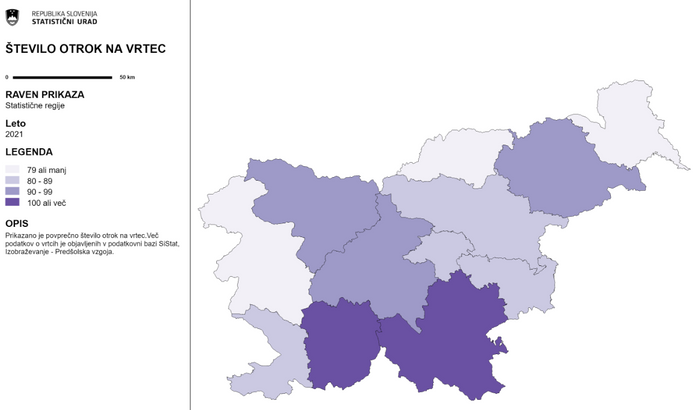 REPUBLIKA SLOVENIJA
STATISTIČNI URAD
ŠTEVILO OTROK NA VRTEC
0 50 km
RAVEN PRIKAZA
Statistične regije
Leto
2021
LEGENDA
79 ali manj
80 - 89
90 - 99
100 ali več
OPIS
Prikazano je povprečno število otrok na vrtec.Več
podatkov o vrtcih je objavljenih v podatkovni bazi SiStat,
Izobraževanje - Predšolska vzgoja.